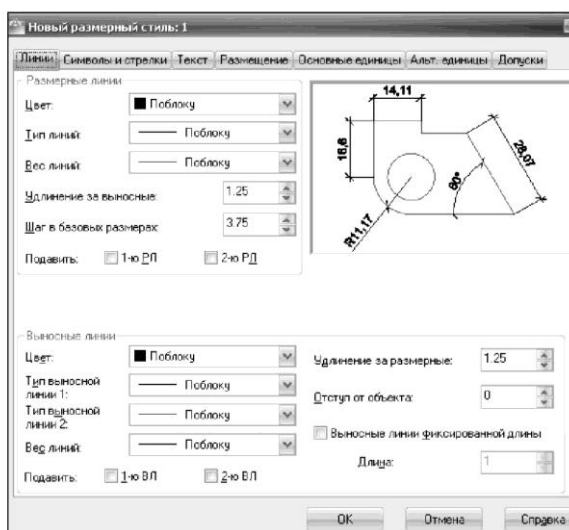 Новый размерный стиль: 1
Линии Символы и стрелки Текст Размещение Основные единицы Альт. единицы Допуски
Размерные линии
Цвет: Поблоку
Тип линий: Поблоку
Вес линий: Поблоку
Удлинение за выносные: 1.25
Шаг в базовых размерах: 3.75
Подавить: 1-ю РЛ 2-ю РЛ
14,11
16,6
28,07
60°
R11,17
Выносные линии
Цвет: Поблоку
Тип выносной линии 1: Поблоку
Тип выносной линии 2: Поблоку
Вес линий: Поблоку
Подавить: 1-ю ВЛ 2-ю ВЛ
Удлинение за размерные: 1.25
Отступ от объекта: 0
Выносные линии фиксированной длины
Длина: 1
OK Отмена Справка